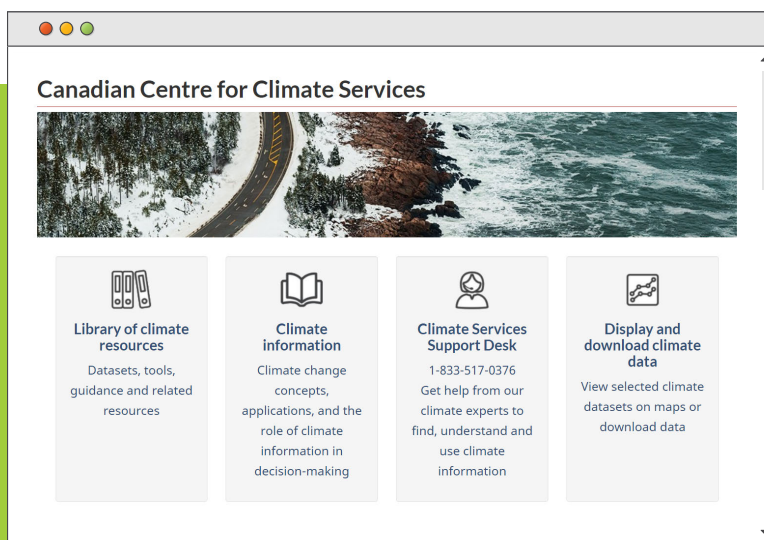 Canadian Centre for Climate Services
Library of climate
resources
Datasets, tools,
guidance and related
resources
Climate
information
Climate change
concepts,
applications, and the
role of climate
information in
decision-making
Climate Services
Support Desk
1-833-517-0376
Get help from our
climate experts to
find, understand and
use climate
information
Display and
download climate
data
View selected climate
datasets on maps or
download data